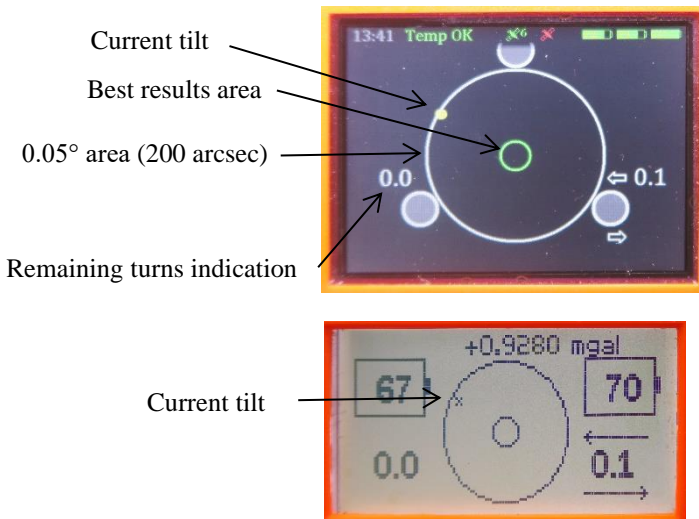 Current tilt
Best results area
0.05° area (200 arcsec)
Remaining turns indication
13:41 Temp OK 6
0.0
⇦ 0.1
⇨
+0.9280 mgal
67
70
Current tilt
x
0.0
←
0.1
→